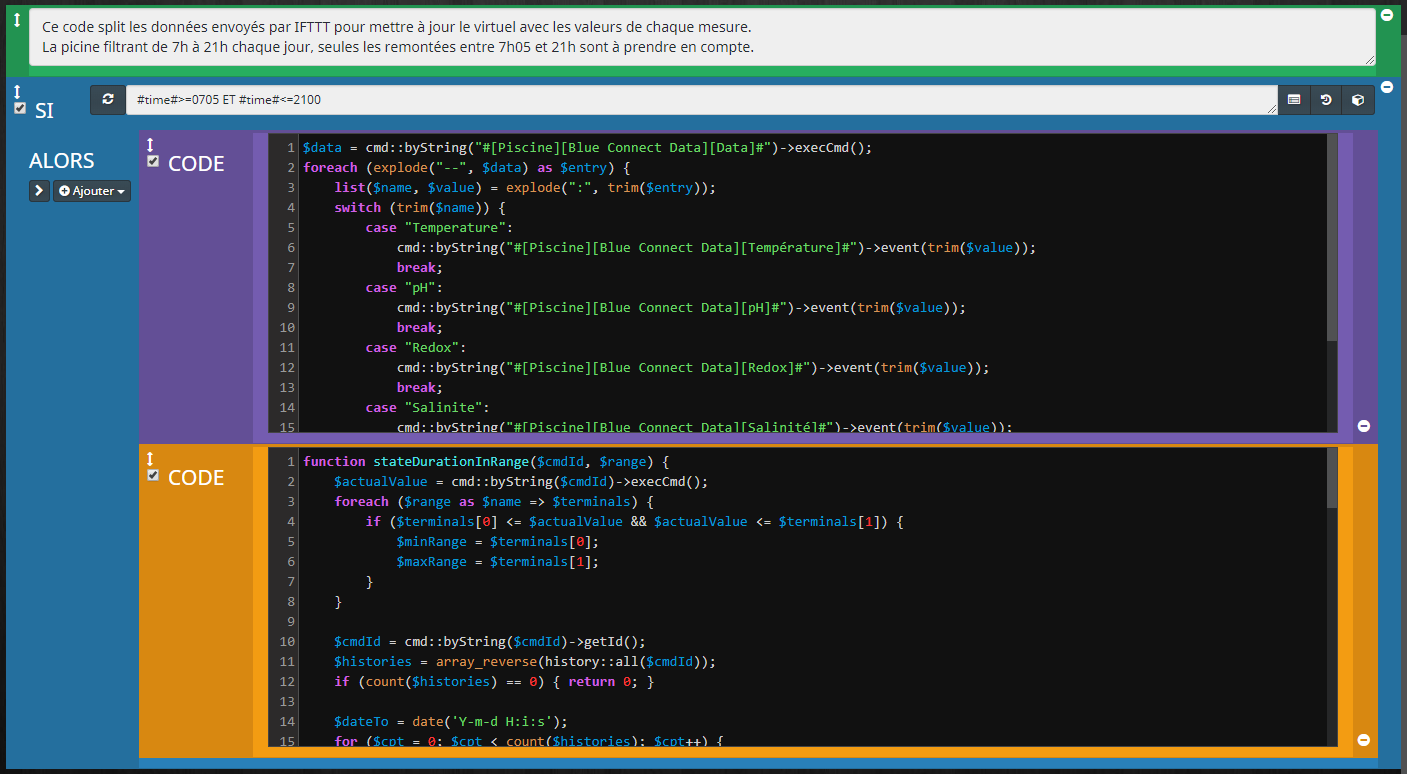 Ce code split les données envoyés par IFTTT pour mettre à jour le virtuel avec les valeurs de chaque mesure.
La picine filtrant de 7h à 21h chaque jour, seules les remontées entre 7h05 et 21h sont à prendre en compte.
SI
#time#>=0705 ET #time#<=2100
ALORS
Ajouter
CODE
1 $data = cmd::byString("#[Piscine][Blue Connect Data][Data]#")->execCmd();
2 foreach (explode("--", $data) as $entry) {
3     list($name, $value) = explode(":", trim($entry));
4     switch (trim($name)) {
5         case "Temperature":
6             cmd::byString("#[Piscine][Blue Connect Data][Température]#")->event(trim($value));
7             break;
8         case "pH":
9             cmd::byString("#[Piscine][Blue Connect Data][pH]#")->event(trim($value));
10             break;
11         case "Redox":
12             cmd::byString("#[Piscine][Blue Connect Data][Redox]#")->event(trim($value));
13             break;
14         case "Salinite":
15             cmd::byString("#[Piscine][Blue Connect Data][Salinité]#")->event(trim($value));
CODE
1 function stateDurationInRange($cmdId, $range) {
2     $actualValue = cmd::byString($cmdId)->execCmd();
3     foreach ($range as $name => $terminals) {
4         if ($terminals[0] <= $actualValue && $actualValue <= $terminals[1]) {
5             $minRange = $terminals[0];
6             $maxRange = $terminals[1];
7         }
8     }
9
10     $cmdId = cmd::byString($cmdId)->getId();
11     $histories = array_reverse(history::all($cmdId));
12     if (count($histories) == 0) { return 0; }
13
14     $dateTo = date('Y-m-d H:i:s');
15     for ($cpt = 0; $cpt < count($histories); $cpt++) {